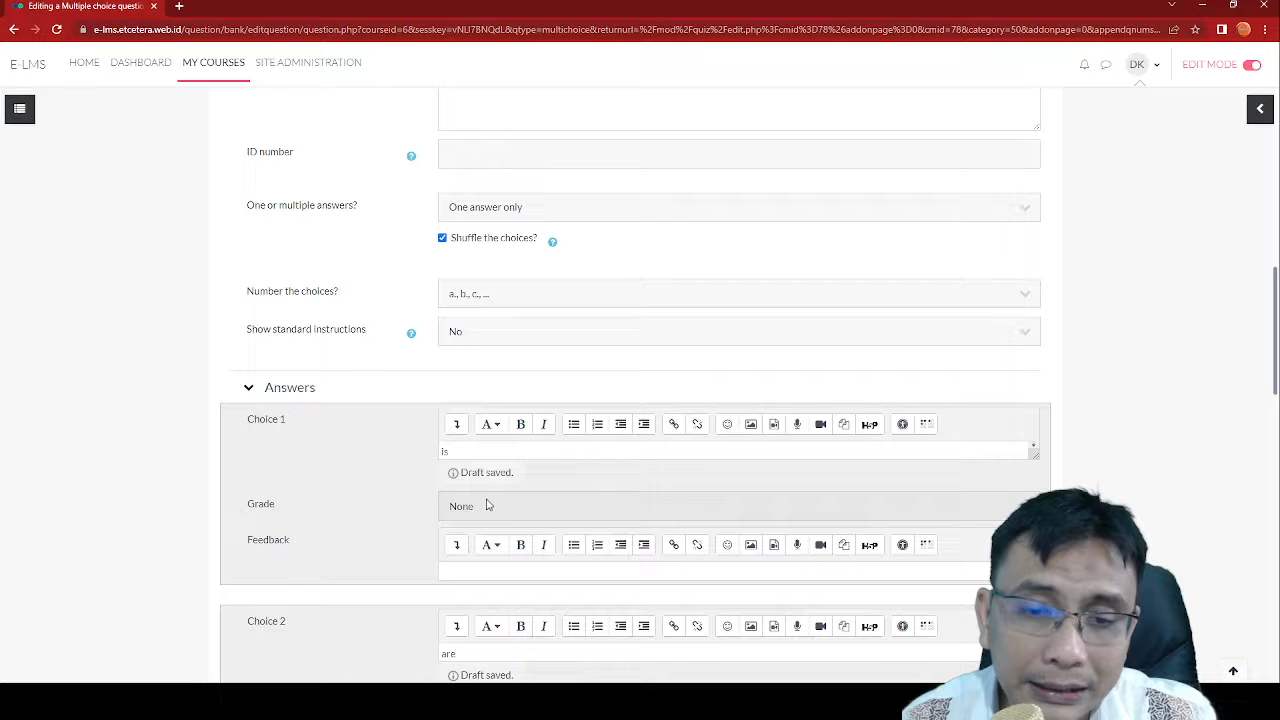 Editing a Multiple choice questi
e-lms.etcetera.web.id/question/bank/editquestion/question.php?courseid=6&sesskey=vNLI7BNQdL&qtype=multichoice&returnurl=%2Fmod%2Fquiz%2Fedit.php%3Fcmid%3D78%26addonpage%3D0&cmid=788&category=50&addonpage=0&appendqnums...
E-LMS
HOME
DASHBOARD
MY COURSES
SITE ADMINISTRATION
DK
EDIT MODE
ID number
One or multiple answers?
One answer only
Shuffle the choices?
Number the choices?
a., b., c., ...
Show standard instructions
No
Answers
Choice 1
A
B
I
H-P
is
Draft saved.
Grade
None
Feedback
A
B
I
H-P
Choice 2
A
B
I
H-P
are
Draft saved.